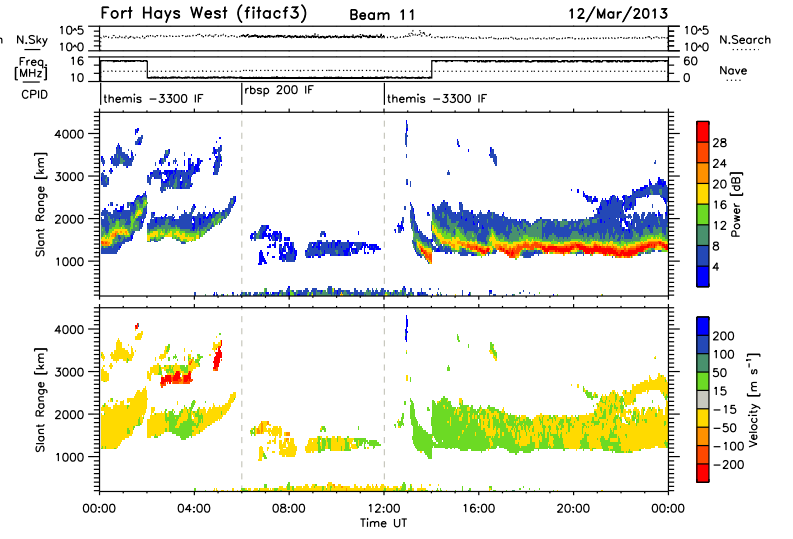 Fort Hays West (fitacf3) Beam 11 12/Mar/2013
N.Sky 10^5 10^0 10^5 10^0 N.Search
Freq. [MHz] 16 10 60 0 Nave
CPID themis -3300 IF rbsp 200 IF themis -3300 IF
Slant Range [km]
4000
3000
2000
1000
28
24
20
16
12
8
4
Power [dB]
Slant Range [km]
4000
3000
2000
1000
200
100
50
15
-15
-50
-100
-200
Velocity [m s⁻¹]
00:00 04:00 08:00 12:00 16:00 20:00 00:00
Time UT